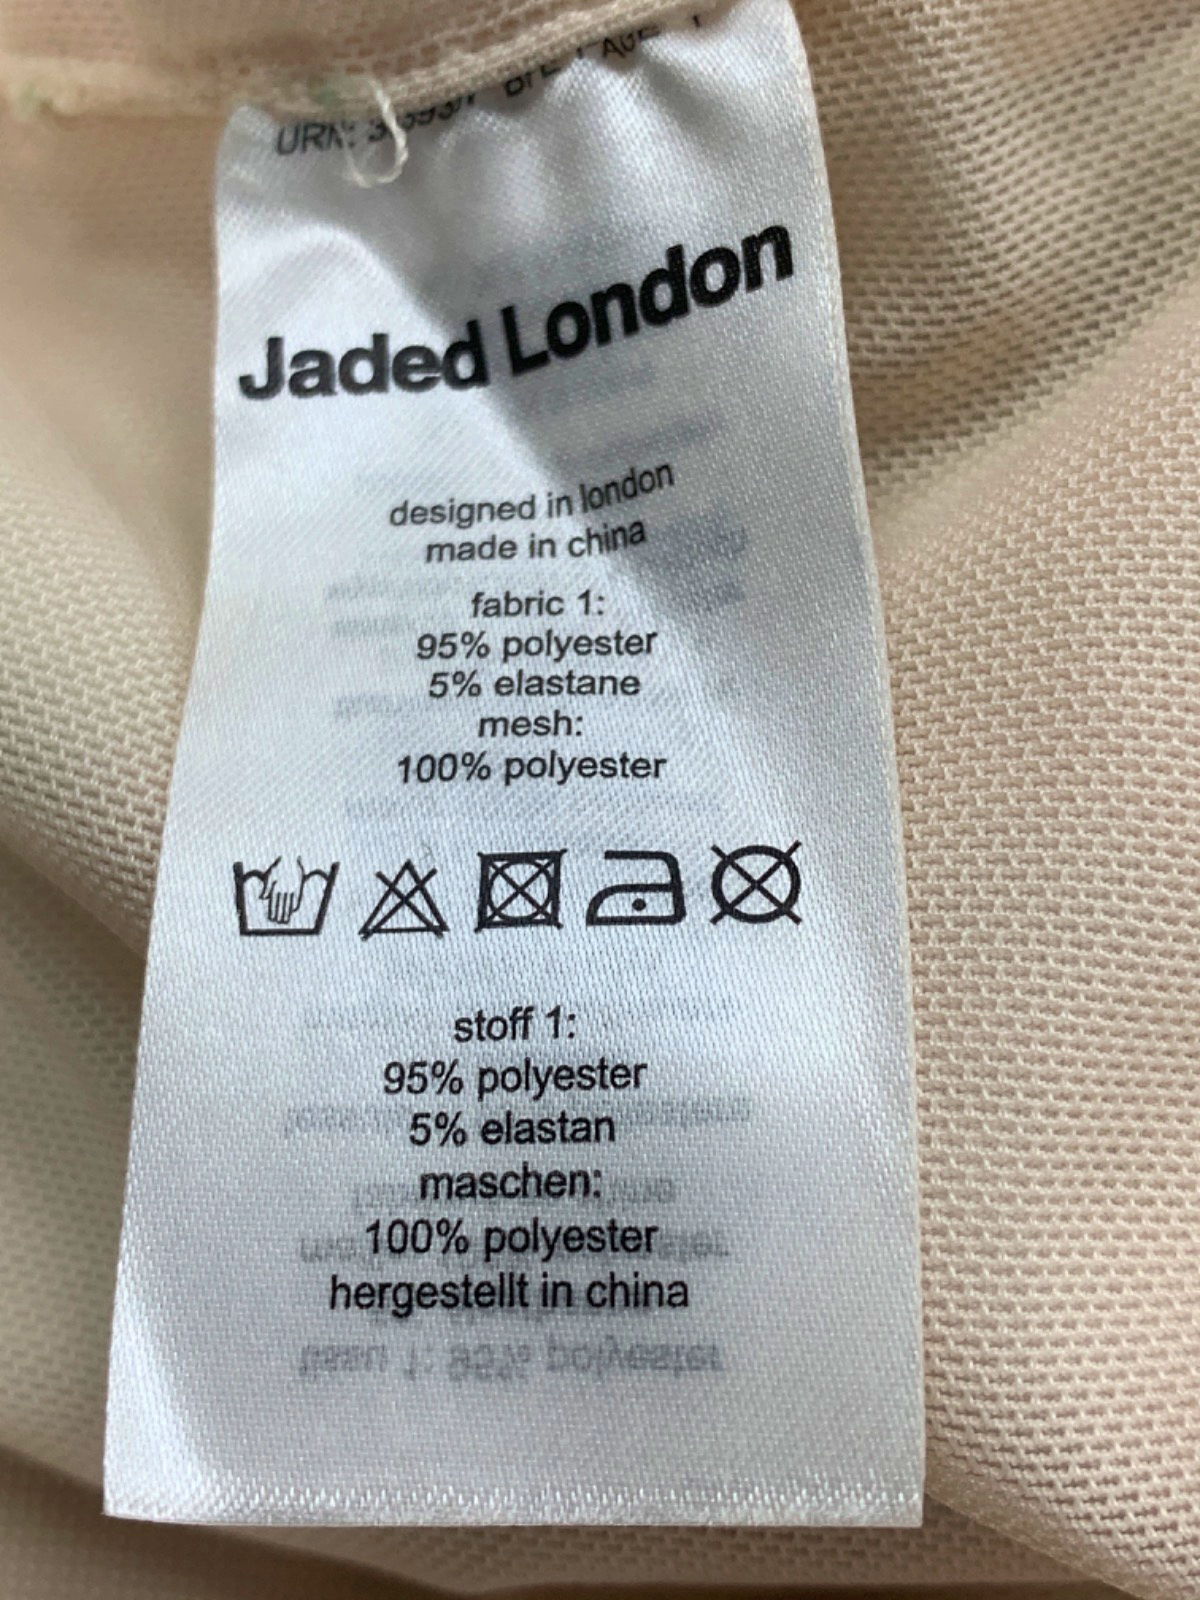 URN:
Jaded London
designed in london
made in china
fabric 1:
95% polyester
5% elastane
mesh:
100% polyester
stoff 1:
95% polyester
5% elastan
maschen:
100% polyester
hergestellt in china